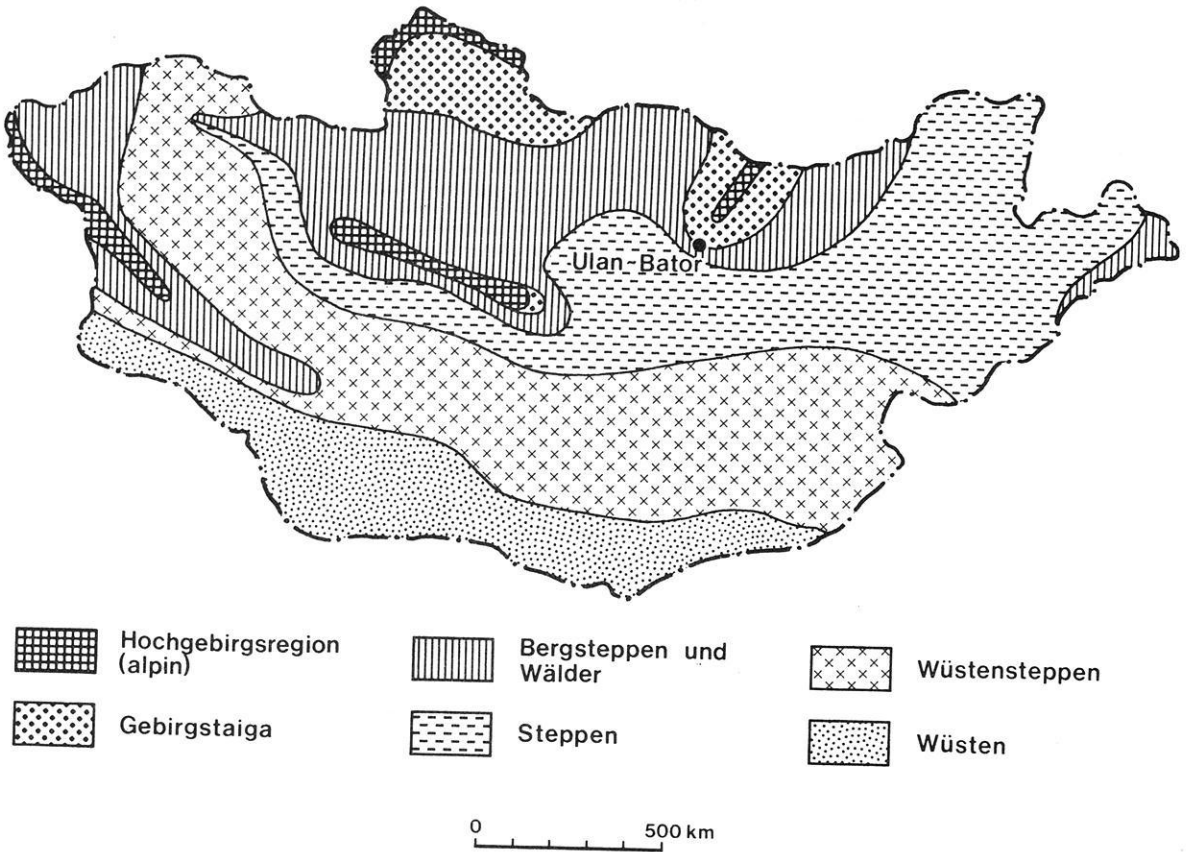 Ulan-Bator
Hochgebirgsregion
(alpin)
Bergsteppen und
Wälder
Wüstensteppen
Gebirgstaiga
Steppen
Wüsten
0 500 km